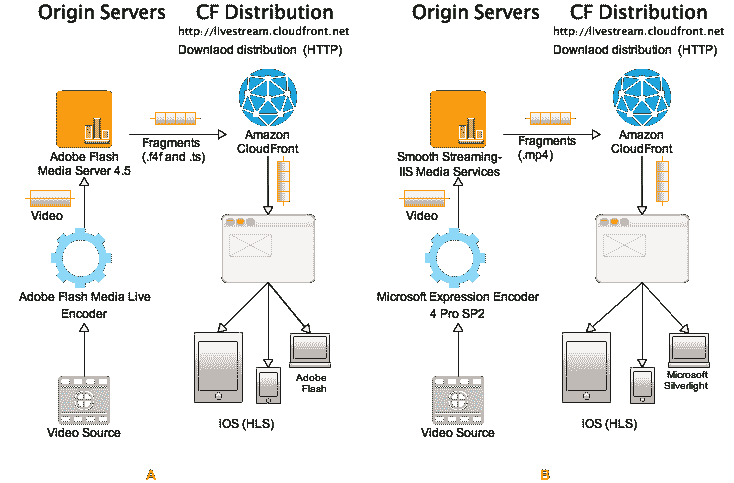 Origin Servers
CF Distribution
http://livestream.cloudfront.net
Downlaod distribution (HTTP)
Adobe Flash
Media Server 4.5
Fragments
(.f4f and .ts)
Amazon
CloudFront
Video
Adobe Flash Media Live
Encoder
Adobe
Flash
iOS (HLS)
Video Source
A
Origin Servers
CF Distribution
http://livestream.cloudfront.net
Downlaod distribution (HTTP)
Smooth Streaming-
IIS Media Services
Fragments
(.mp4)
Amazon
CloudFront
Video
Microsoft Expression Encoder
4 Pro SP2
Microsoft
Silverlight
iOS (HLS)
Video Source
B